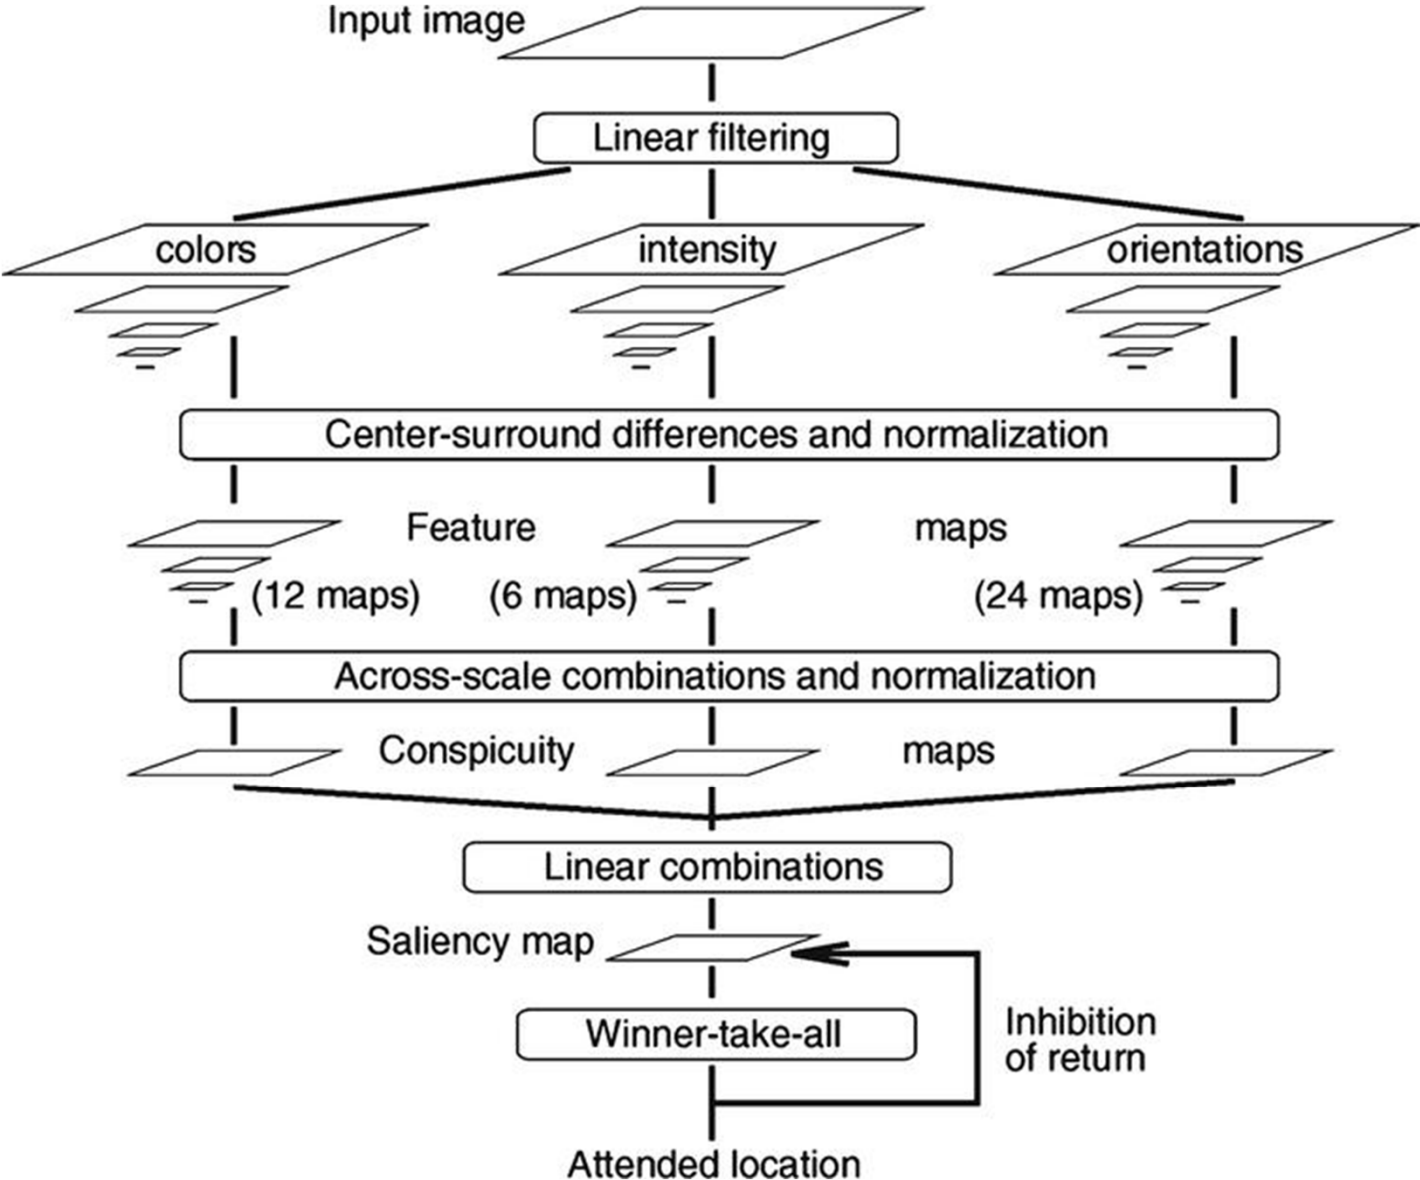 Input image
Linear filtering
colors intensity orientations
Center-surround differences and normalization
Feature maps
(12 maps) (6 maps) (24 maps)
Across-scale combinations and normalization
Conspicuity maps
Linear combinations
Saliency map
Winner-take-all
Inhibition
of return
Attended location